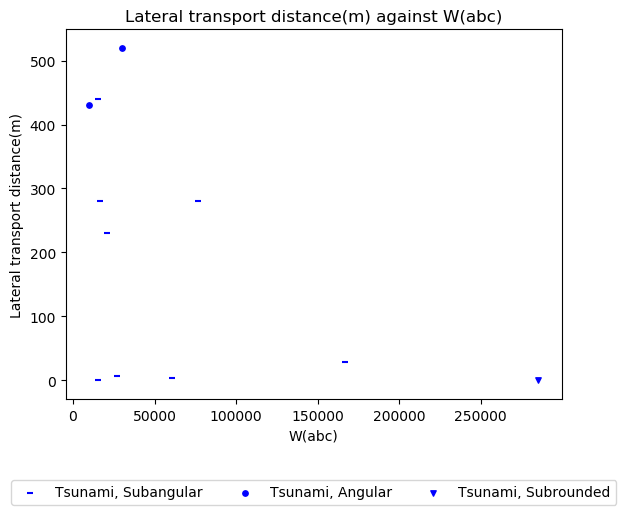 Lateral transport distance(m) against W(abc)
Lateral transport distance(m)
500
400
300
200
100
0
0 50000 100000 150000 200000 250000
W(abc)
Tsunami, Subangular Tsunami, Angular Tsunami, Subrounded